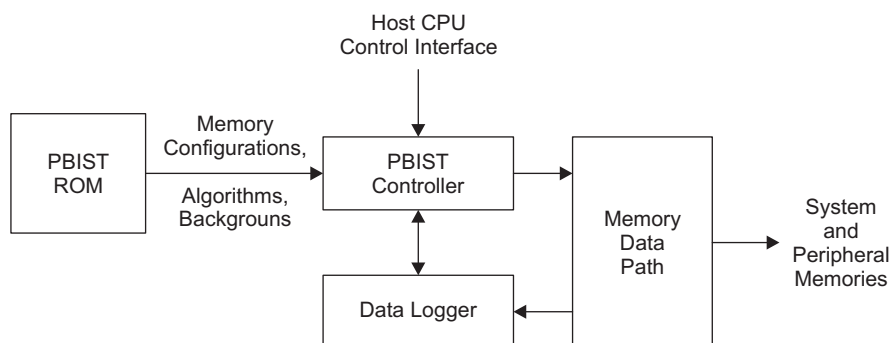 Host CPU
Control Interface
PBIST
ROM
Memory
Configurations,
Algorithms,
Backgrouns
PBIST
Controller
Memory
Data
Path
System
and
Peripheral
Memories
Data Logger